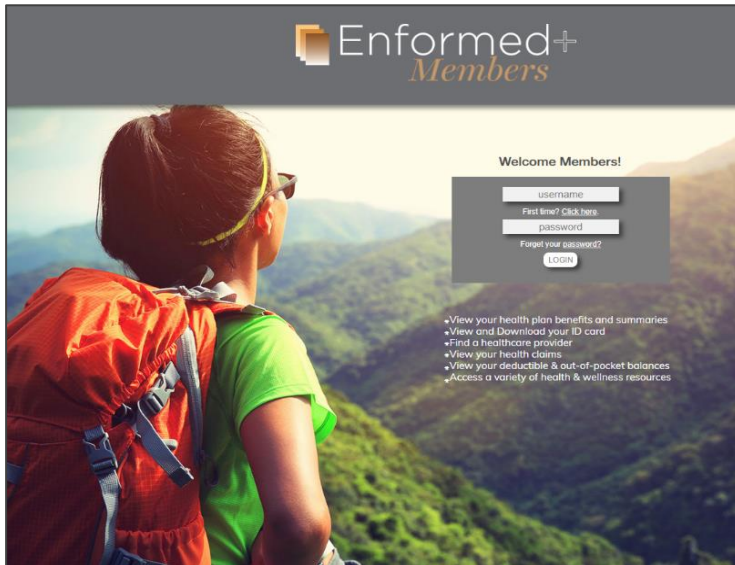 Enformed+
Members
Welcome Members!
username
First time? Click here.
password
Forget your password?
LOGIN
View your health plan benefits and summaries
View and Download your ID card
Find a healthcare provider
View your health claims
View your deductible & out-of-pocket balances
Access a variety of health & wellness resources